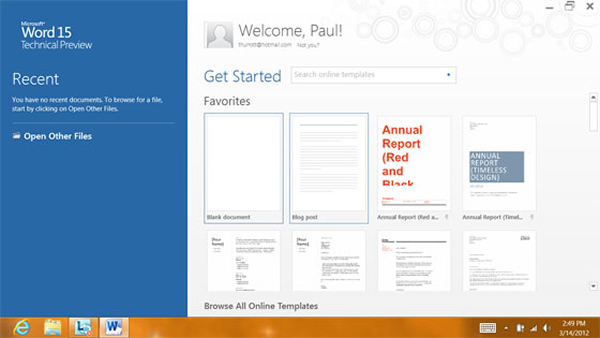 Microsoft®
Word 15
Technical Preview
Recent
You have no recent documents. To browse for a file,
start by clicking on Open Other Files.
Open Other Files
Welcome, Paul!
thurrott@hotmail.com Not you?
Get Started
Search online templates
Favorites
Annual
Report
(Red
and
Black
ANNUAL
REPORT
(TIMELESS
DESIGN)
Blank document
Blog post
Annual Report (Red a...
Annual Report (Timel...
[Your
home]
[Your
home]
Browse All Online Templates
2:49 PM
3/14/2012